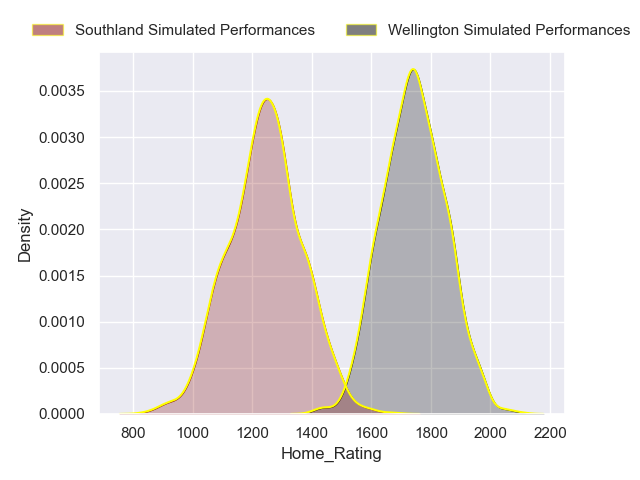 Southland Simulated Performances
Wellington Simulated Performances
0.0035
0.0030
0.0025
0.0020
0.0015
0.0010
0.0005
0.0000
Density
800 1000 1200 1400 1600 1800 2000 2200
Home_Rating